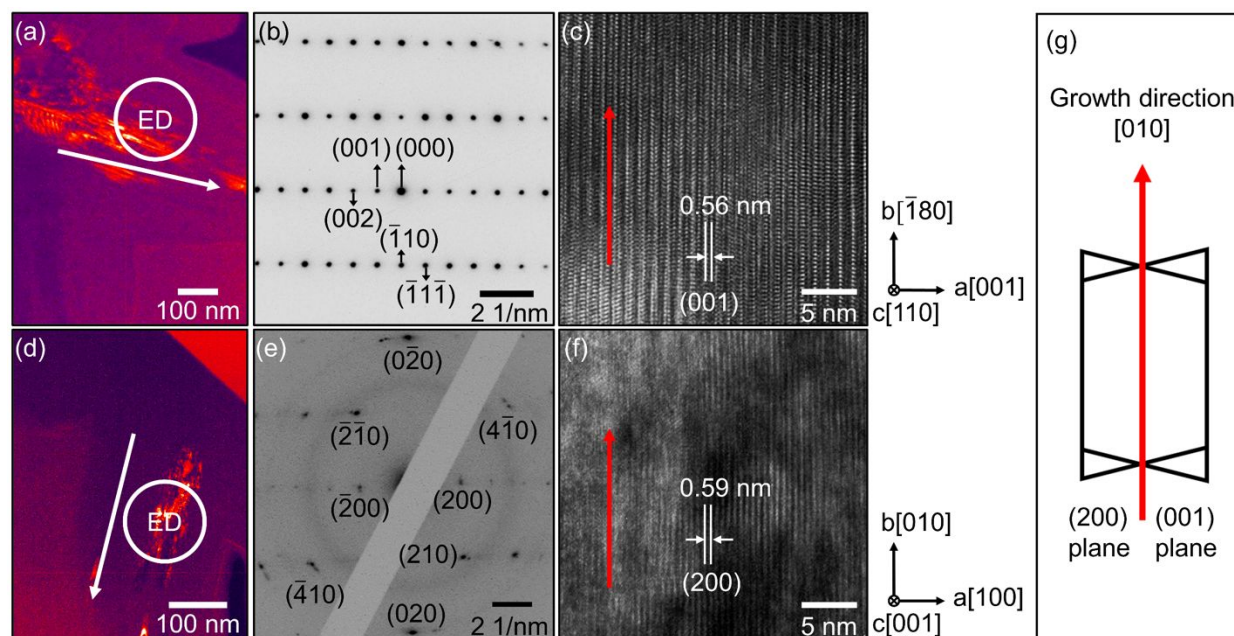 (a)
ED
100 nm
(b)
(001) (000)
(002)
(1̄10)
(1̄11̄)
2 1/nm
(c)
0.56 nm
(001)
5 nm
b[1̄80]
a[001]
c[110]
(d)
ED
100 nm
(e)
(02̄0)
(2̄1̄0)
(41̄0)
(2̄00)
(200)
(210)
(4̄10)
(020)
2 1/nm
(f)
0.59 nm
(200)
5 nm
b[010]
a[100]
c[001]
(g)
Growth direction
[010]
(200) (001)
plane plane